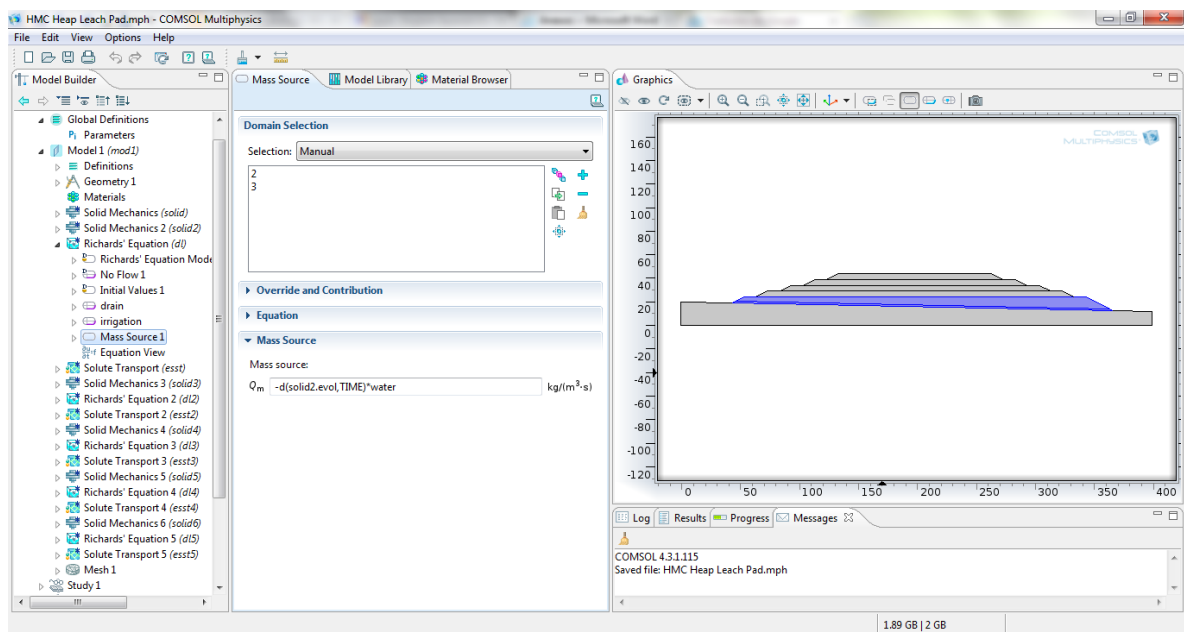 HMC Heap Leach Pad.mph - COMSOL Multiphysics
File Edit View Options Help
Model Builder
Global Definitions
Pi Parameters
Model 1 (mod1)
Definitions
Geometry 1
Materials
Solid Mechanics (solid)
Solid Mechanics 2 (solid2)
Richards' Equation (dl)
Richards' Equation Mode
No Flow 1
Initial Values 1
drain
irrigation
Mass Source 1
Equation View
Solute Transport (esst)
Solid Mechanics 3 (solid3)
Richards' Equation 2 (dl2)
Solute Transport 2 (esst2)
Solid Mechanics 4 (solid4)
Richards' Equation 3 (dl3)
Solute Transport 3 (esst3)
Solid Mechanics 5 (solid5)
Richards' Equation 4 (dl4)
Solute Transport 4 (esst4)
Solid Mechanics 6 (solid6)
Richards' Equation 5 (dl5)
Solute Transport 5 (esst5)
Mesh 1
Study 1
Mass Source Model Library Material Browser
Domain Selection
Selection: Manual
2
3
Override and Contribution
Equation
Mass Source
Mass source:
Qm -d(solid2.evol,TIME)*water kg/(m³·s)
Graphics
COMSOL
MULTIPHYSICS
160
140
120
100
80
60
40
20
0
-20
-40
-60
-80
-100
-120
0 50 100 150 200 250 300 350 400
Log Results Progress Messages
COMSOL 4.3.1.115
Saved file: HMC Heap Leach Pad.mph
1.89 GB | 2 GB